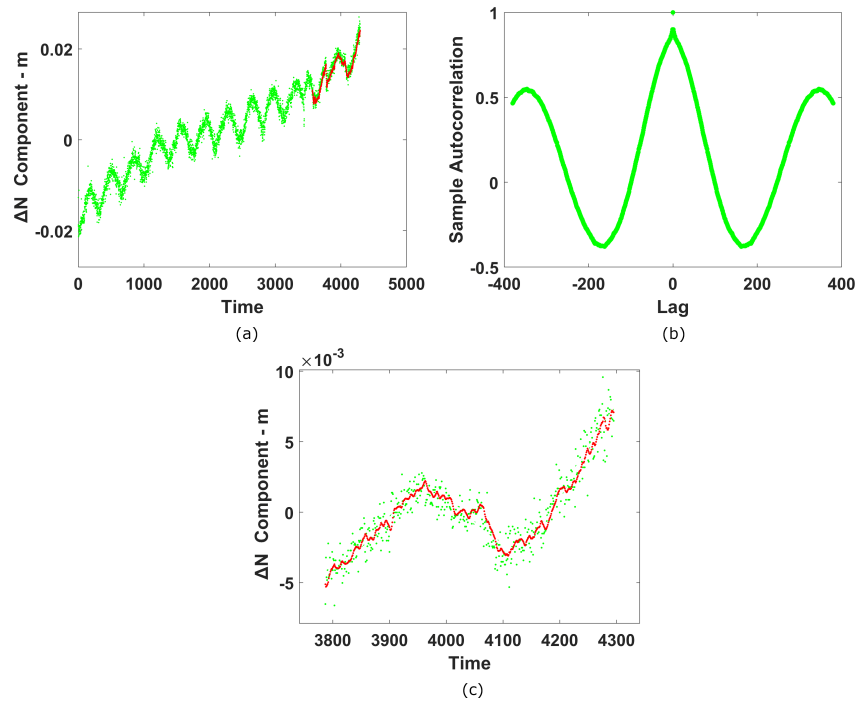 0.02
0
-0.02
ΔN Component - m
0 1000 2000 3000 4000 5000
Time
(a)
1
0.5
0
-0.5
Sample Autocorrelation
-400 -200 0 200 400
Lag
(b)
×10-3
10
5
0
-5
ΔN Component - m
3800 3900 4000 4100 4200 4300
Time
(c)